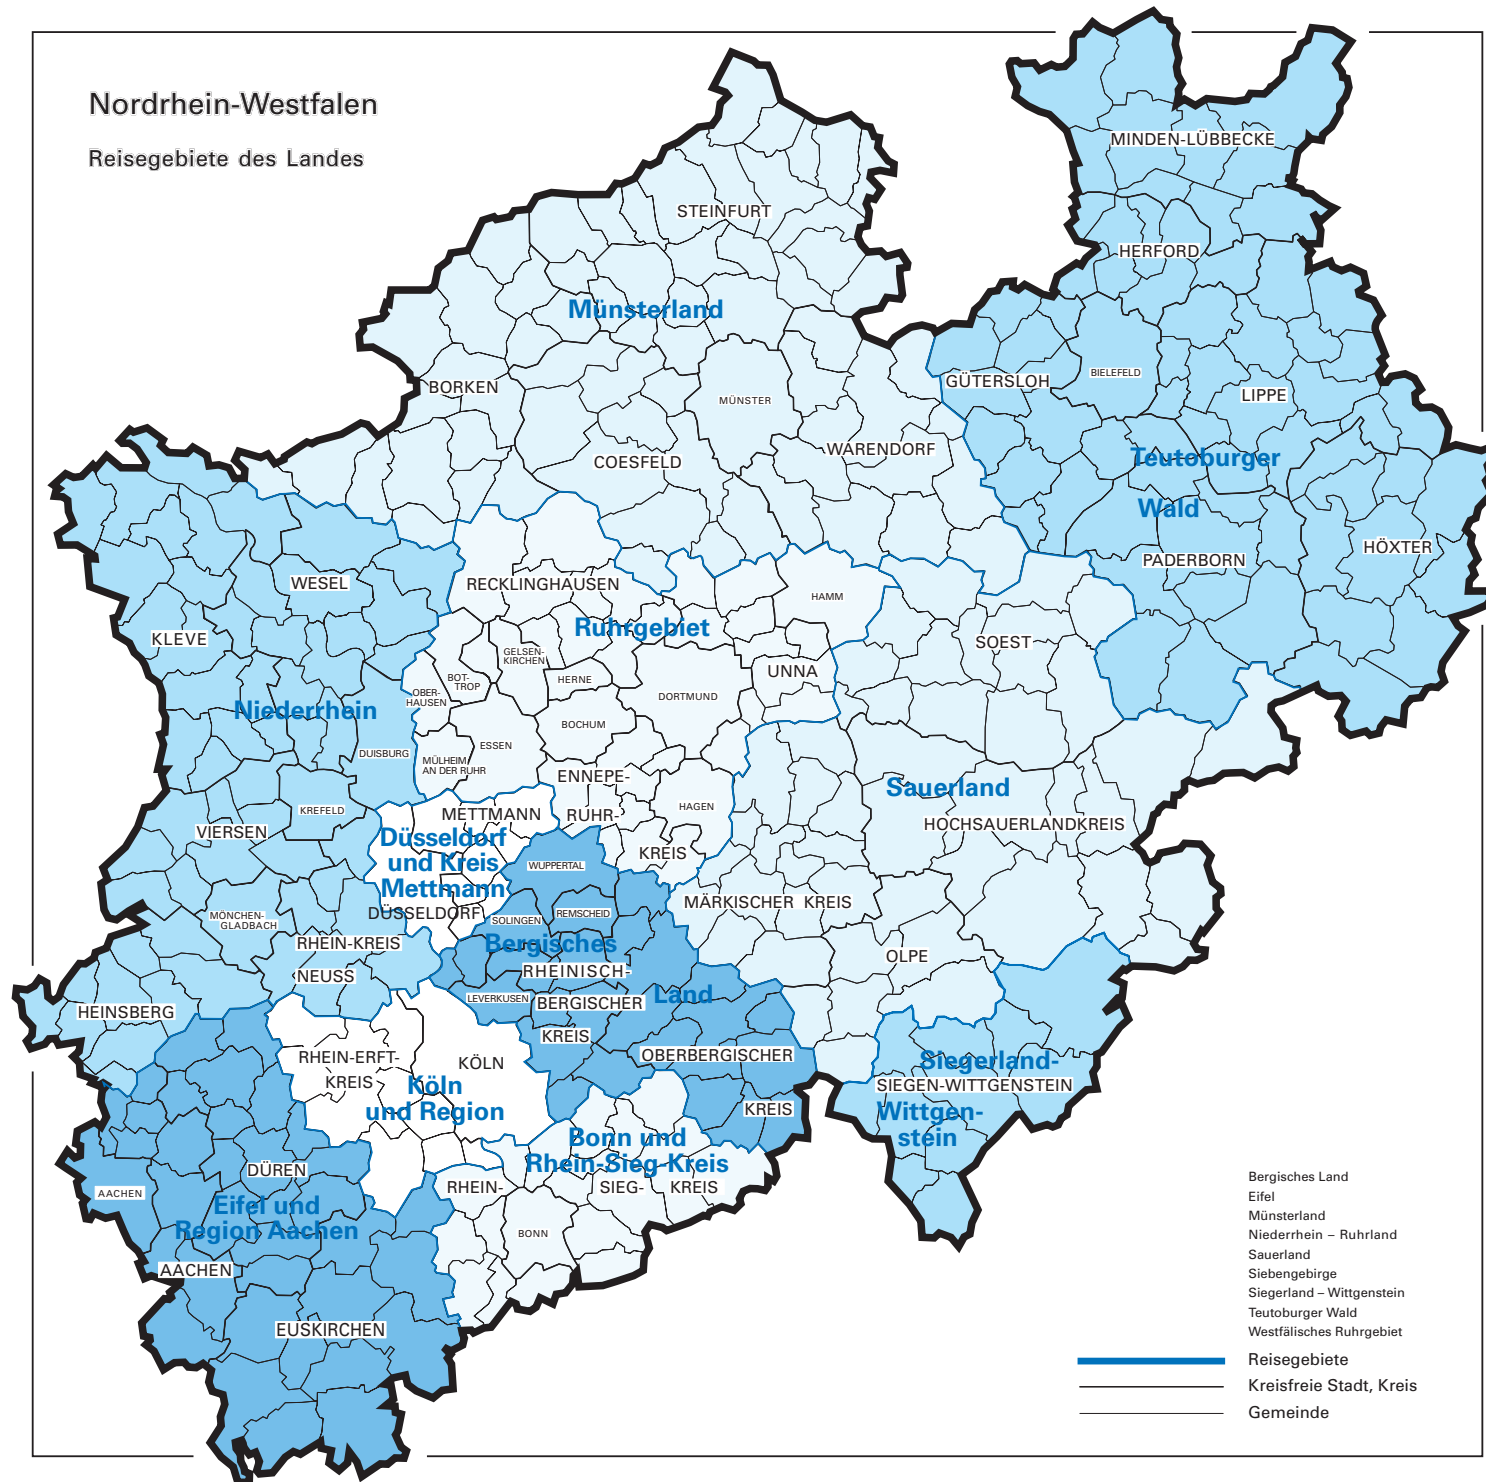 Nordrhein-Westfalen
Reisegebiete des Landes
MINDEN-LÜBBECKE
STEINFURT
HERFORD
Münsterland
BORKEN
MÜNSTER
GÜTERSLOH
BIELEFELD
LIPPE
COESFELD
WARENDORF
Teutoburger
Wald
PADERBORN
HÖXTER
WESEL
RECKLINGHAUSEN
HAMM
KLEVE
Ruhrgebiet
SOEST
GELSEN-
KIRCHEN
BOT-
TROP
HERNE
UNNA
OBER-
HAUSEN
DORTMUND
Niederrhein
BOCHUM
DUISBURG
ESSEN
MÜLHEIM
AN DER RUHR
ENNEPE-
RUHR-
KREIS
HAGEN
Sauerland
HOCHSAUERLANDKREIS
KREFELD
VIERSEN
METTMANN
Düsseldorf
und Kreis
Mettmann
DÜSSELDORF
WUPPERTAL
MÄRKISCHER KREIS
MÖNCHEN-
GLADBACH
SOLINGEN
REMSCHEID
RHEIN-KREIS
NEUSS
Bergisches
Land
OLPE
RHEINISCH-
BERGISCHER
KREIS
LEVERKUSEN
HEINSBERG
RHEIN-ERFT-
KREIS
KÖLN
OBERBERGISCHER
KREIS
Köln
und Region
Siegerland-
SIEGEN-WITTGENSTEIN
Wittgen-
stein
Bonn und
Rhein-Sieg-Kreis
RHEIN-
SIEG-
KREIS
DÜREN
AACHEN
Eifel und
Region Aachen
BONN
AACHEN
EUSKIRCHEN
Bergisches Land
Eifel
Münsterland
Niederrhein – Ruhrland
Sauerland
Siebengebirge
Siegerland – Wittgenstein
Teutoburger Wald
Westfälisches Ruhrgebiet
Reisegebiete
Kreisfreie Stadt, Kreis
Gemeinde